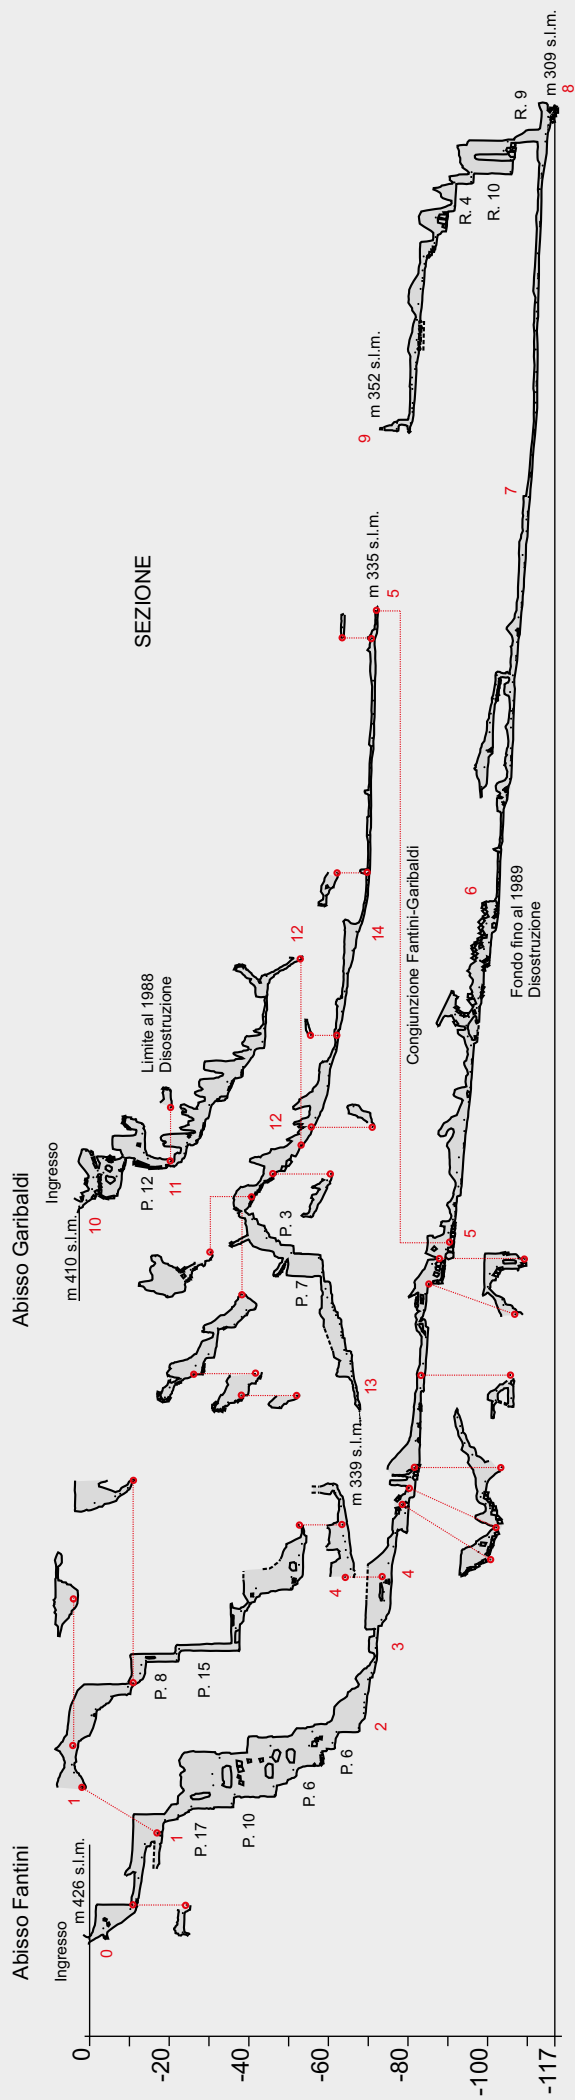 Abisso Fantini
Ingresso
m 426 s.l.m.
0
1
1
P. 17
P. 10
P. 6
P. 6
2
P. 8
P. 15
3
4
4
Abisso Garibaldi
Ingresso
m 410 s.l.m.
10
P. 12
11
Limite al 1988
Disostruzione
12
12
P. 3
P. 7
13
m 339 s.l.m.
14
SEZIONE
m 335 s.l.m.
5
Congiunzione Fantini-Garibaldi
5
6
Fondo fino al 1989
Disostruzione
7
9
m 352 s.l.m.
R. 4
R. 10
R. 9
m 309 s.l.m.
8
0
-20
-40
-60
-80
-100
-117